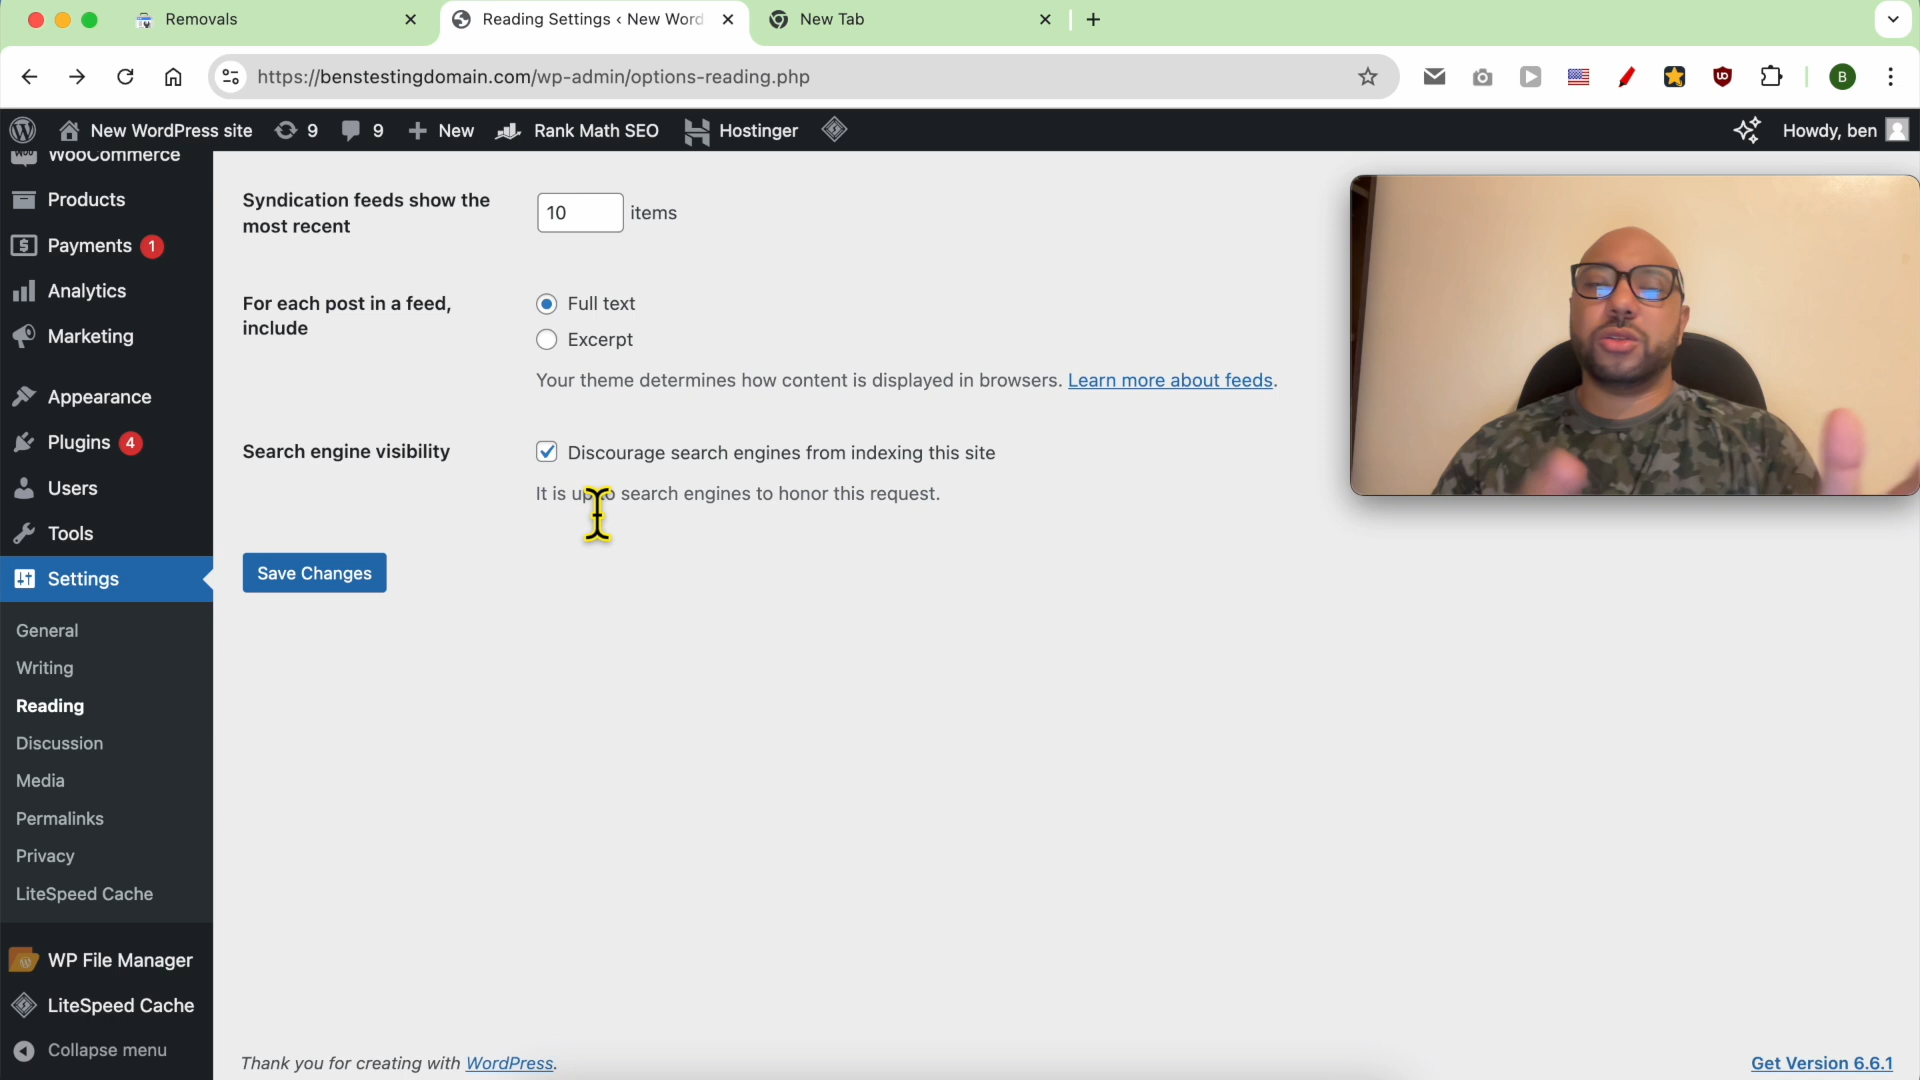 Removals
Reading Settings ‹ New Word
New Tab
https://benstestingdomain.com/wp-admin/options-reading.php
B
New WordPress site
9
9
New
Rank Math SEO
Hostinger
Howdy, ben
WooCommerce
Products
Payments 1
Analytics
Marketing
Appearance
Plugins 4
Users
Tools
Settings
General
Writing
Reading
Discussion
Media
Permalinks
Privacy
LiteSpeed Cache
WP File Manager
LiteSpeed Cache
Collapse menu
Syndication feeds show the
most recent
10 items
For each post in a feed,
include
Full text
Excerpt
Your theme determines how content is displayed in browsers. Learn more about feeds.
Search engine visibility
Discourage search engines from indexing this site
It is up to search engines to honor this request.
Save Changes
Thank you for creating with WordPress.
Get Version 6.6.1